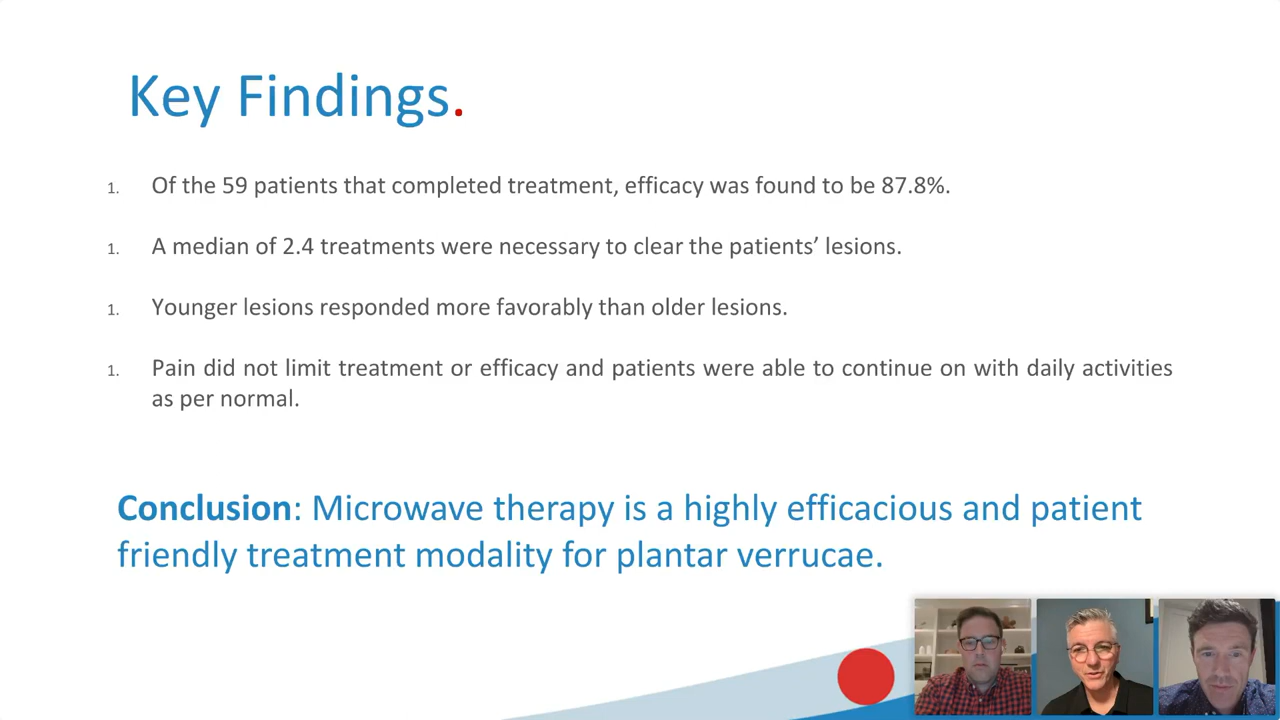 Key Findings.
1. Of the 59 patients that completed treatment, efficacy was found to be 87.8%.
1. A median of 2.4 treatments were necessary to clear the patients’ lesions.
1. Younger lesions responded more favorably than older lesions.
1. Pain did not limit treatment or efficacy and patients were able to continue on with daily activities
as per normal.
Conclusion: Microwave therapy is a highly efficacious and patient
friendly treatment modality for plantar verrucae.